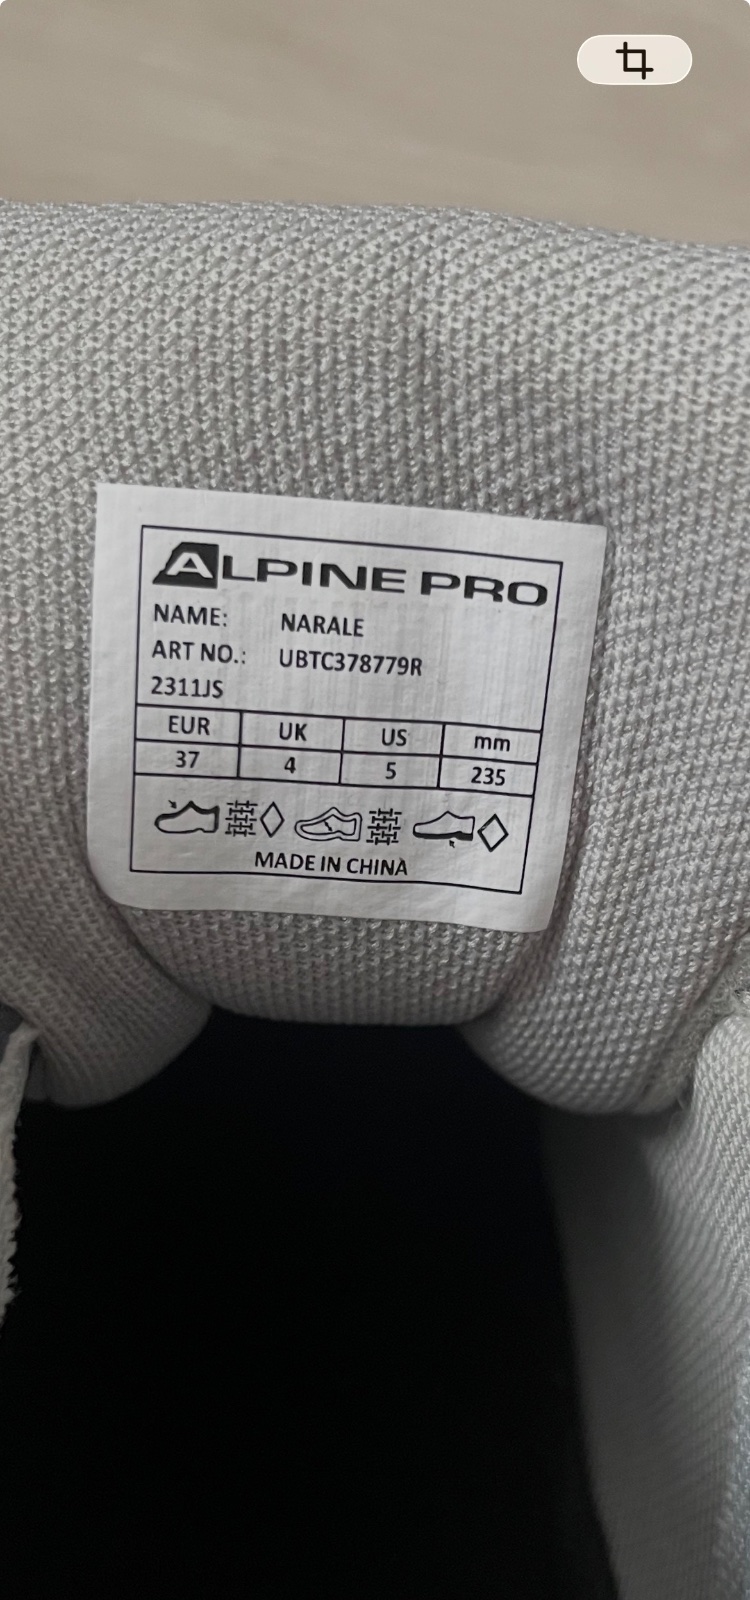 ALPINE PRO
NAME: NARALE
ART NO.: UBTC378779R
2311JS
EUR UK US mm
37 4 5 235
MADE IN CHINA